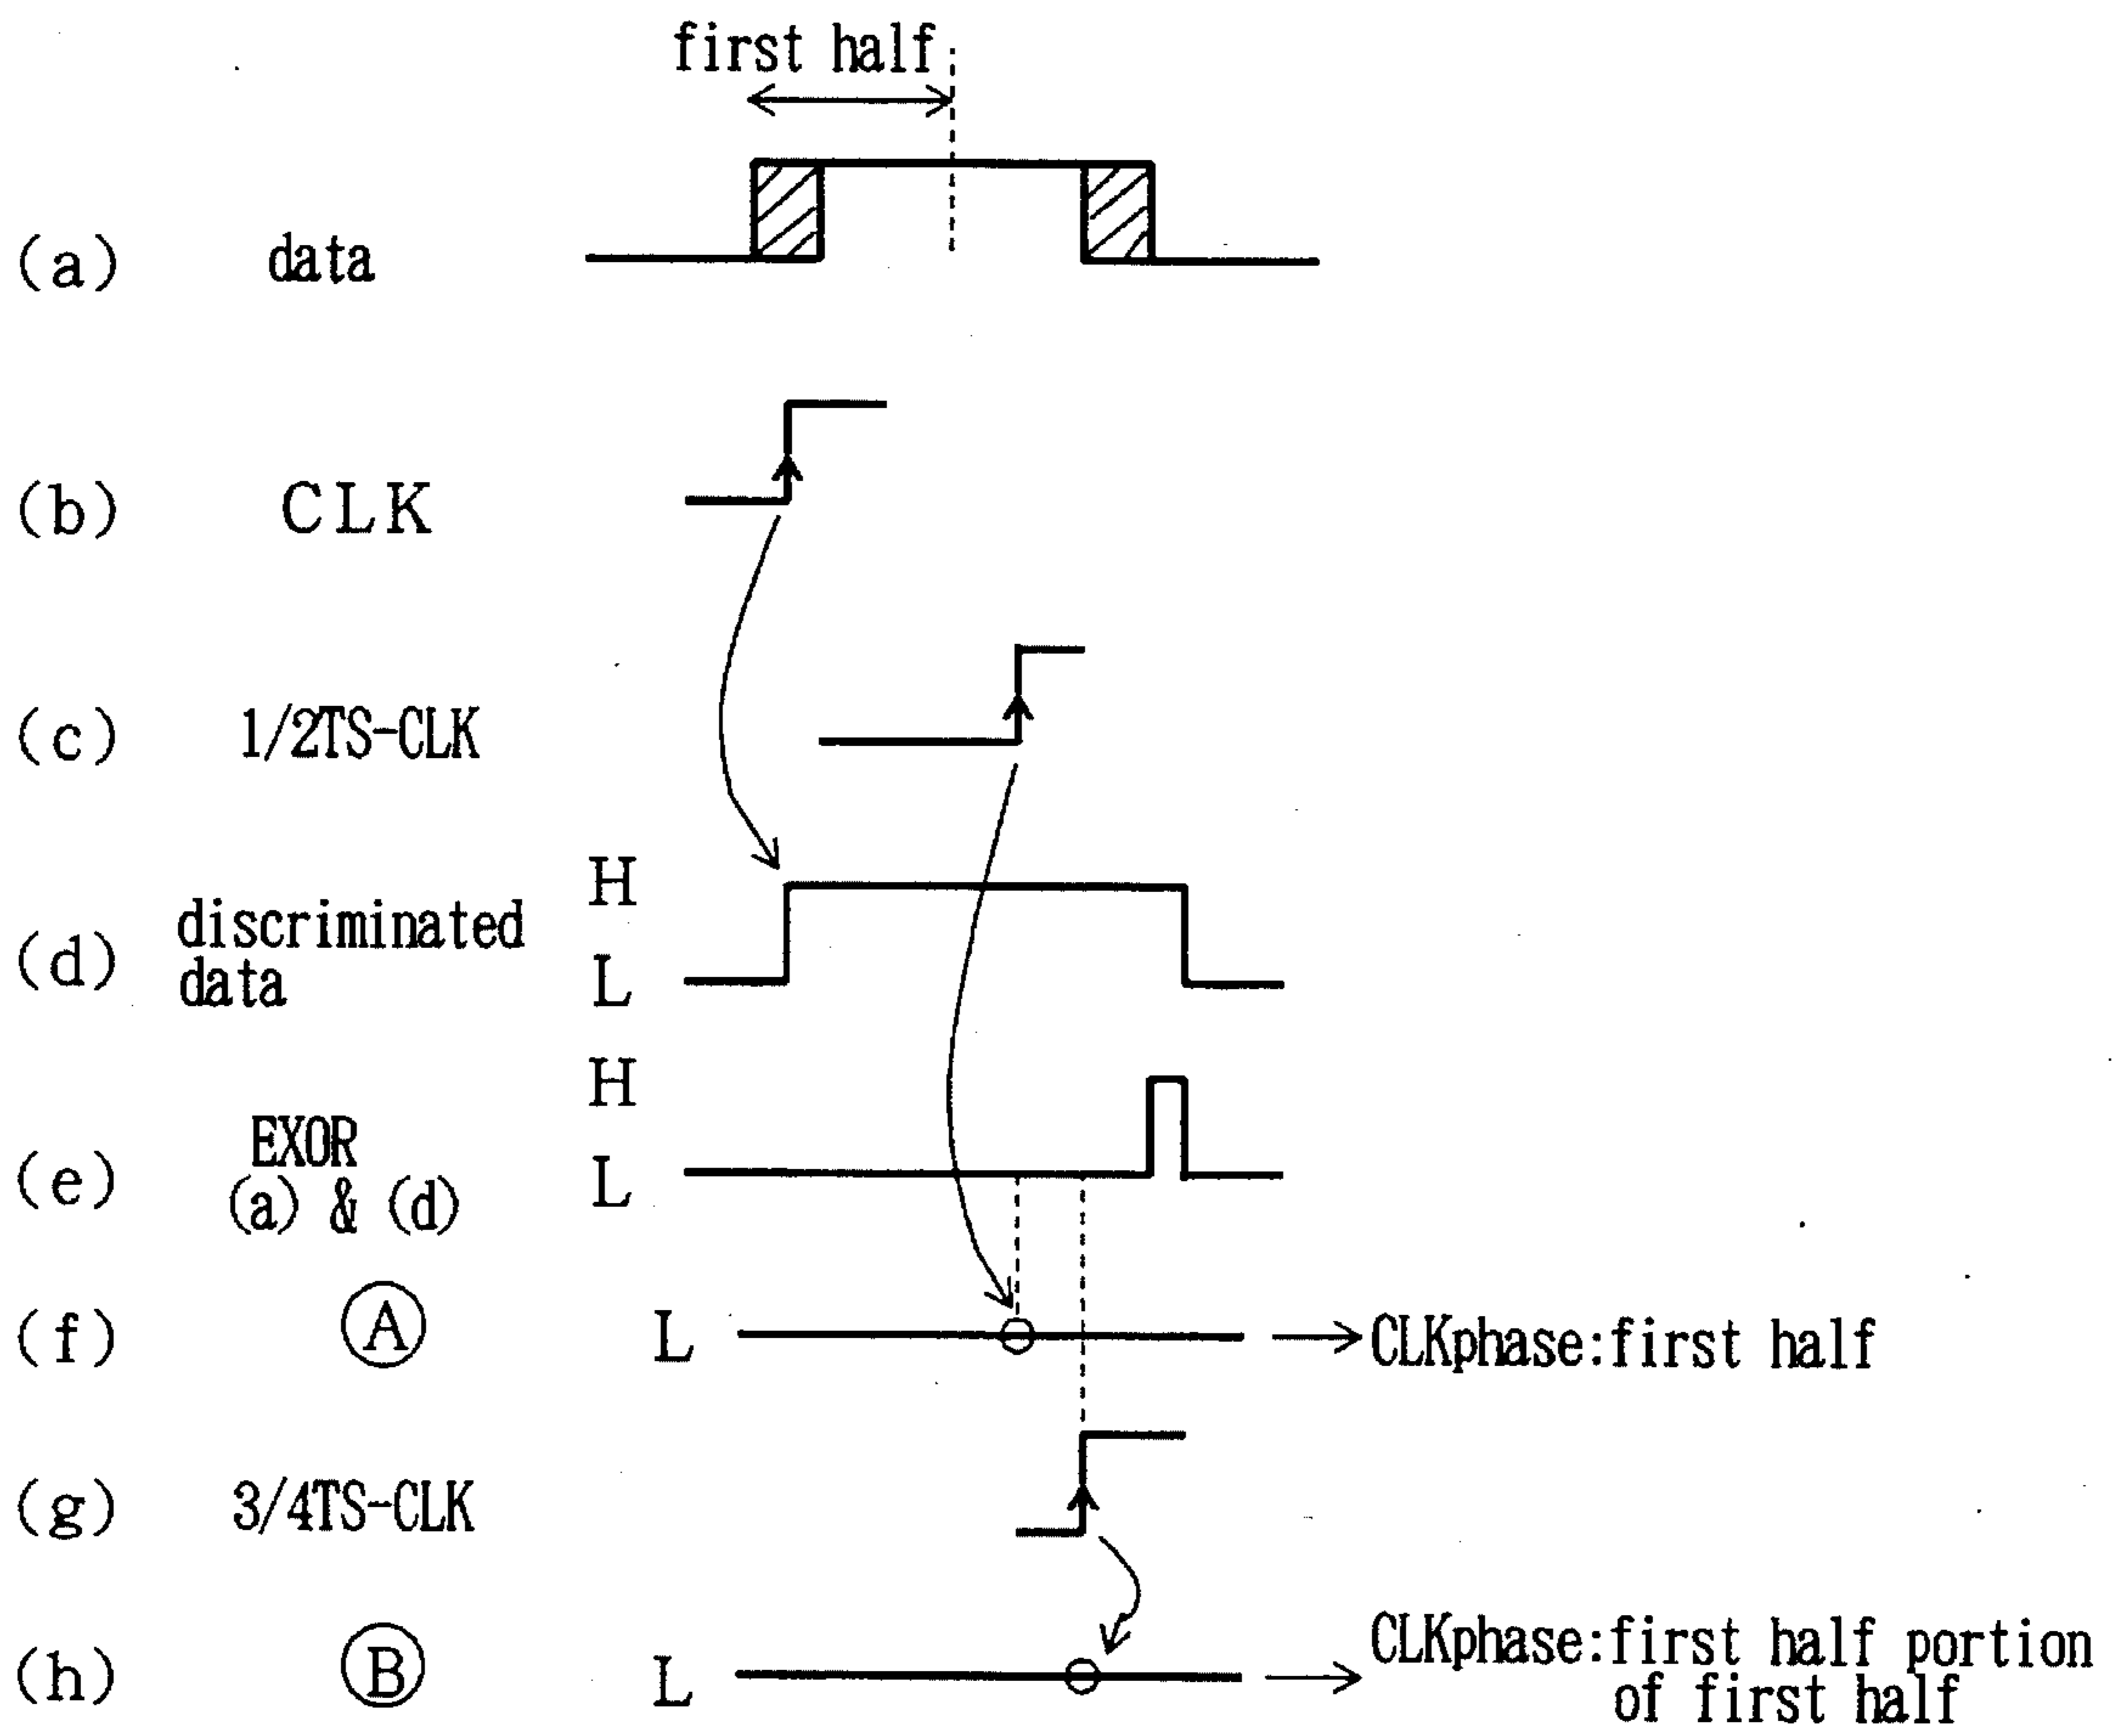 first half
(a) data
(b) CLK
(c) 1/2TS-CLK
H
(d) discriminated
data
L
H
(e) EXOR
(a) & (d)
L
(f) Ⓐ L CLKphase:first half
(g) 3/4TS-CLK
(h) Ⓑ L CLKphase:first half portion
of first half